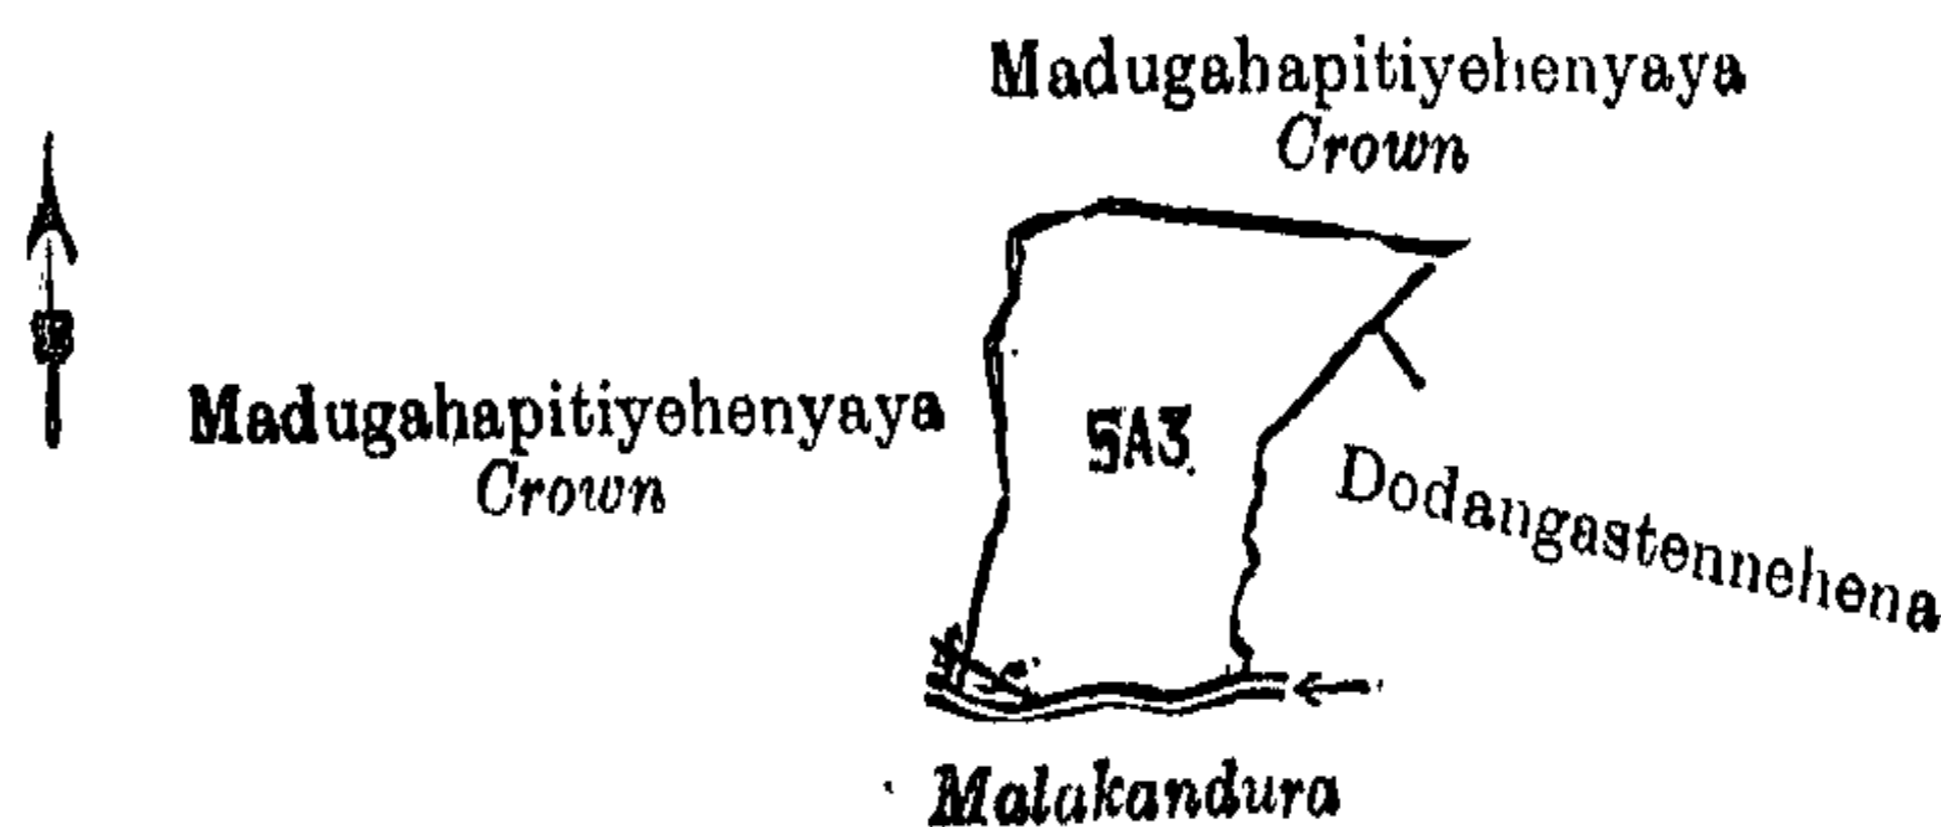 Madugahapitiyehenyaya
Crown
Madugahapitiyehenyaya
Crown
5A3
Dodangastennehena
Malakandura